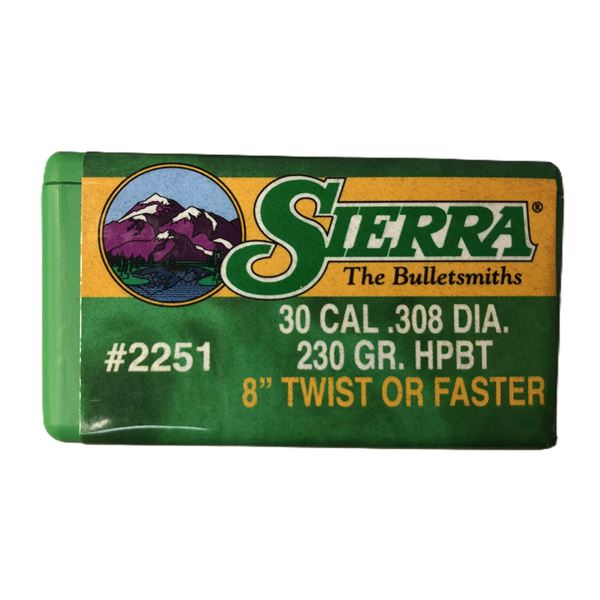 SIERRA®
The Bulletsmiths
30 CAL .308 DIA.
#2251 230 GR. HPBT
8” TWIST OR FASTER